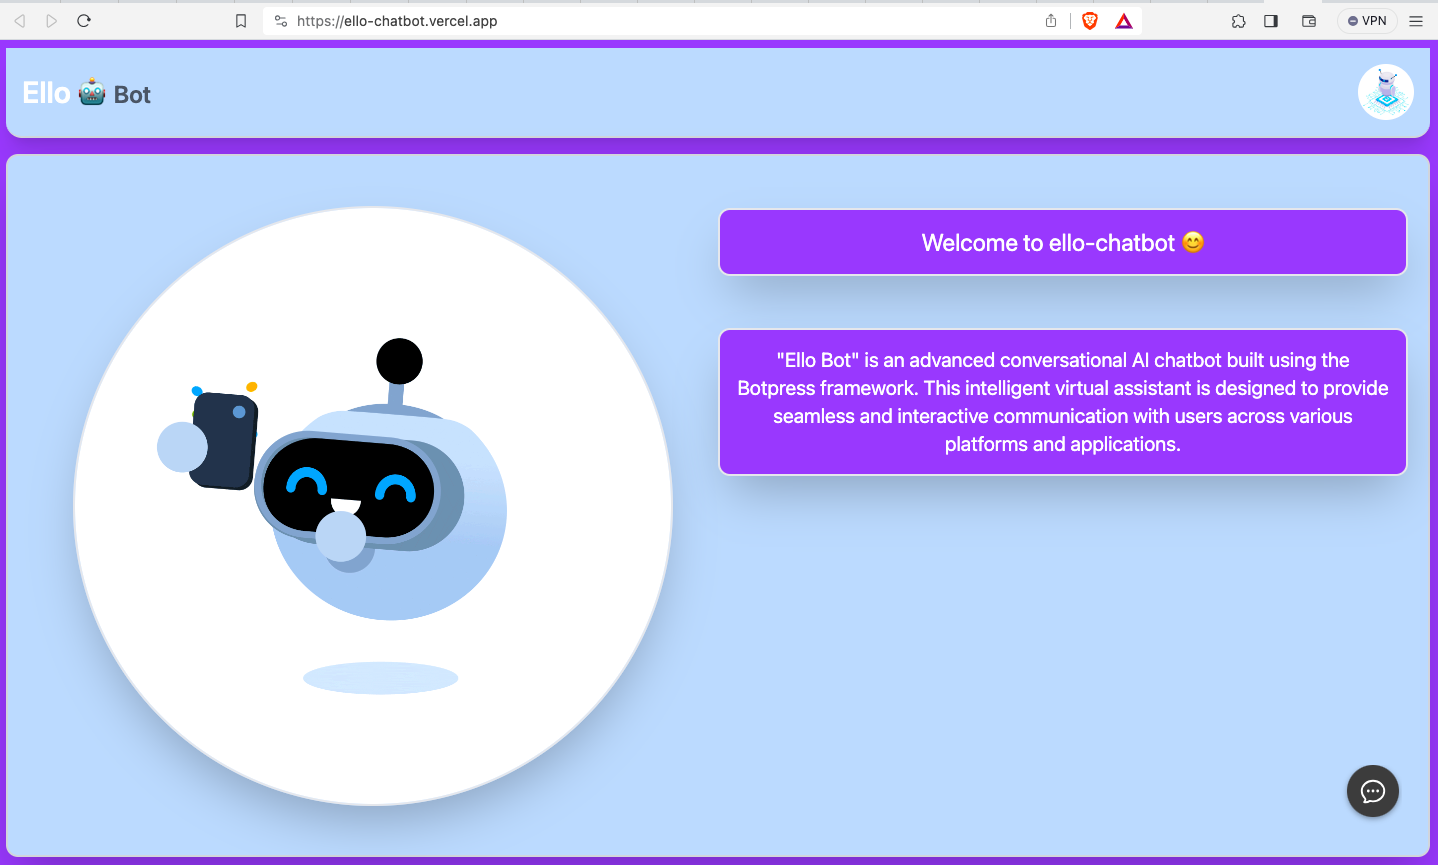 https://ello-chatbot.vercel.app
VPN
Ello 🤖 Bot
Welcome to ello-chatbot 😊
"Ello Bot" is an advanced conversational AI chatbot built using the
Botpress framework. This intelligent virtual assistant is designed to provide
seamless and interactive communication with users across various
platforms and applications.